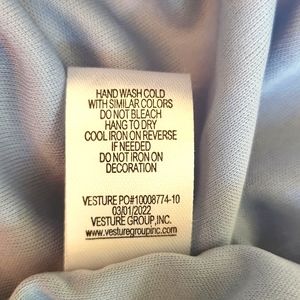 HAND WASH COLD
WITH SIMILAR COLORS
DO NOT BLEACH
HANG TO DRY
COOL IRON ON REVERSE
IF NEEDED
DO NOT IRON ON
DECORATION
VESTURE PO#10008774-10
03/01/2022
VESTURE GROUP,INC.
www.vesturegroupinc.com